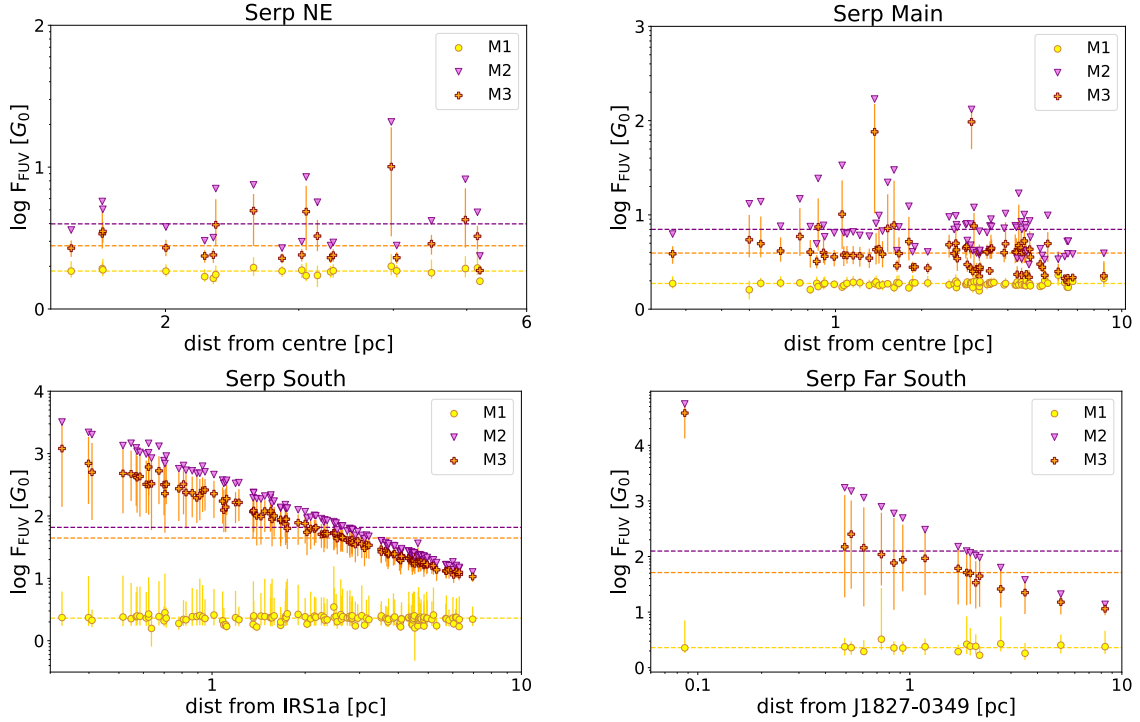 Serp NE
2
1
0
log F_FUV [G_0]
M1
M2
M3
2
6
dist from centre [pc]
Serp Main
3
2
1
0
log F_FUV [G_0]
M1
M2
M3
1
10
dist from centre [pc]
Serp South
4
3
2
1
0
log F_FUV [G_0]
M1
M2
M3
1
10
dist from IRS1a [pc]
Serp Far South
4
3
2
1
0
log F_FUV [G_0]
M1
M2
M3
0.1
1
10
dist from J1827-0349 [pc]